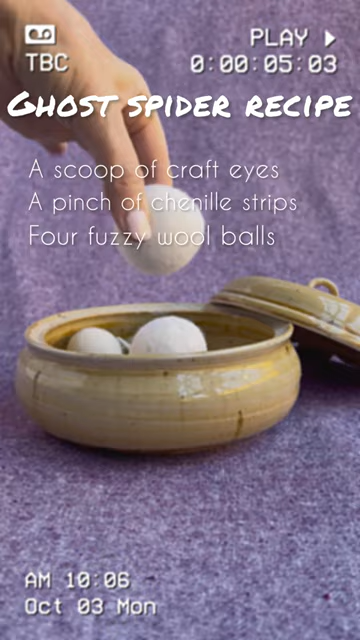 TBC
PLAY
0:00:05:03
Ghost spider recipe
A scoop of craft eyes
A pinch of chenille strips
Four fuzzy wool balls
AM 10:06
Oct 03 Mon